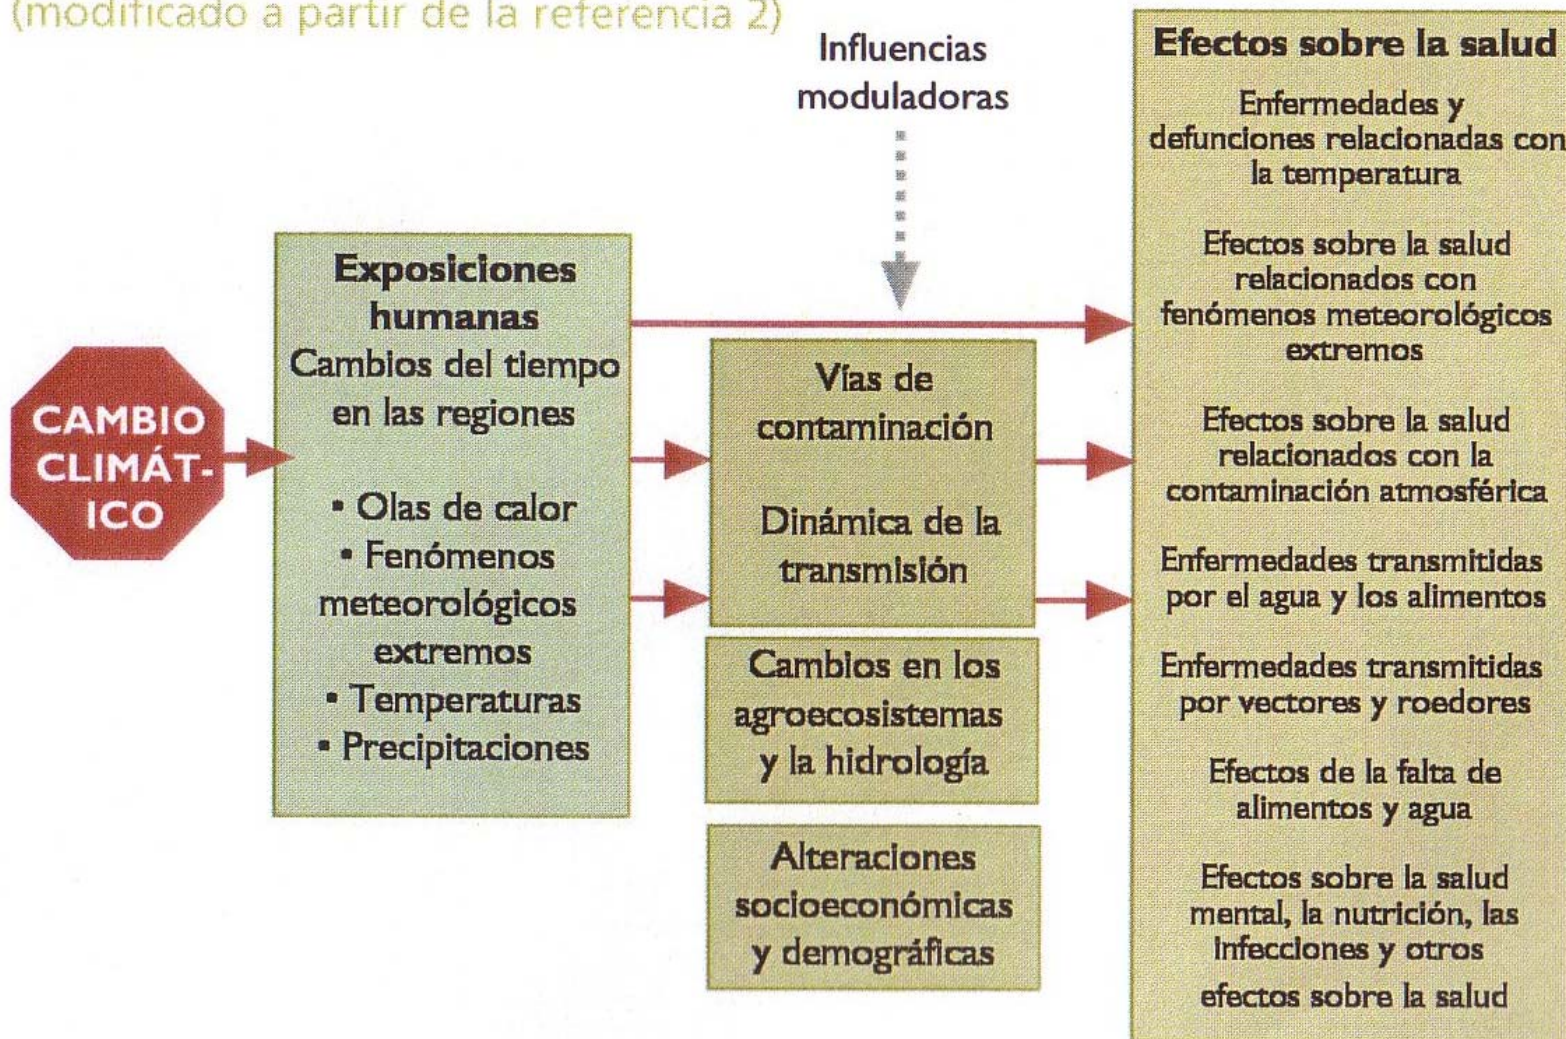 (modificado a partir de la referencia 2)
Influencias
moduladoras
CAMBIO
CLIMÁT-
ICO
Exposiciones
humanas
Cambios del tiempo
en las regiones
▪ Olas de calor
▪ Fenómenos
meteorológicos
extremos
▪ Temperaturas
▪ Precipitaciones
Vías de
contaminación
Dinámica de la
transmisión
Cambios en los
agroecosistemas
y la hidrología
Alteraciones
socioeconómicas
y demográficas
Efectos sobre la salud
Enfermedades y
defunciones relacionadas con
la temperatura
Efectos sobre la salud
relacionados con
fenómenos meteorológicos
extremos
Efectos sobre la salud
relacionados con la
contaminación atmosférica
Enfermedades transmitidas
por el agua y los alimentos
Enfermedades transmitidas
por vectores y roedores
Efectos de la falta de
alimentos y agua
Efectos sobre la salud
mental, la nutrición, las
infecciones y otros
efectos sobre la salud